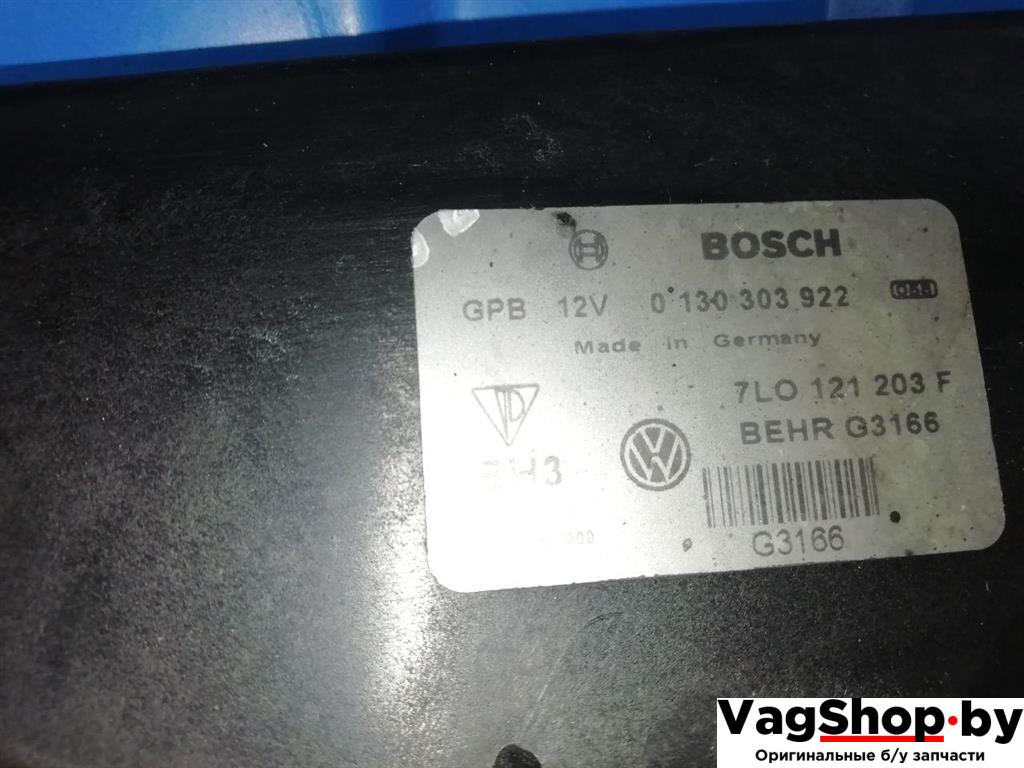 BOSCH
GPB 12V 0 130 303 922
Made in Germany
7LO 121 203 F
BEHR G3166
G3166
000
VagShop.by
Оригинальные б/у запчасти